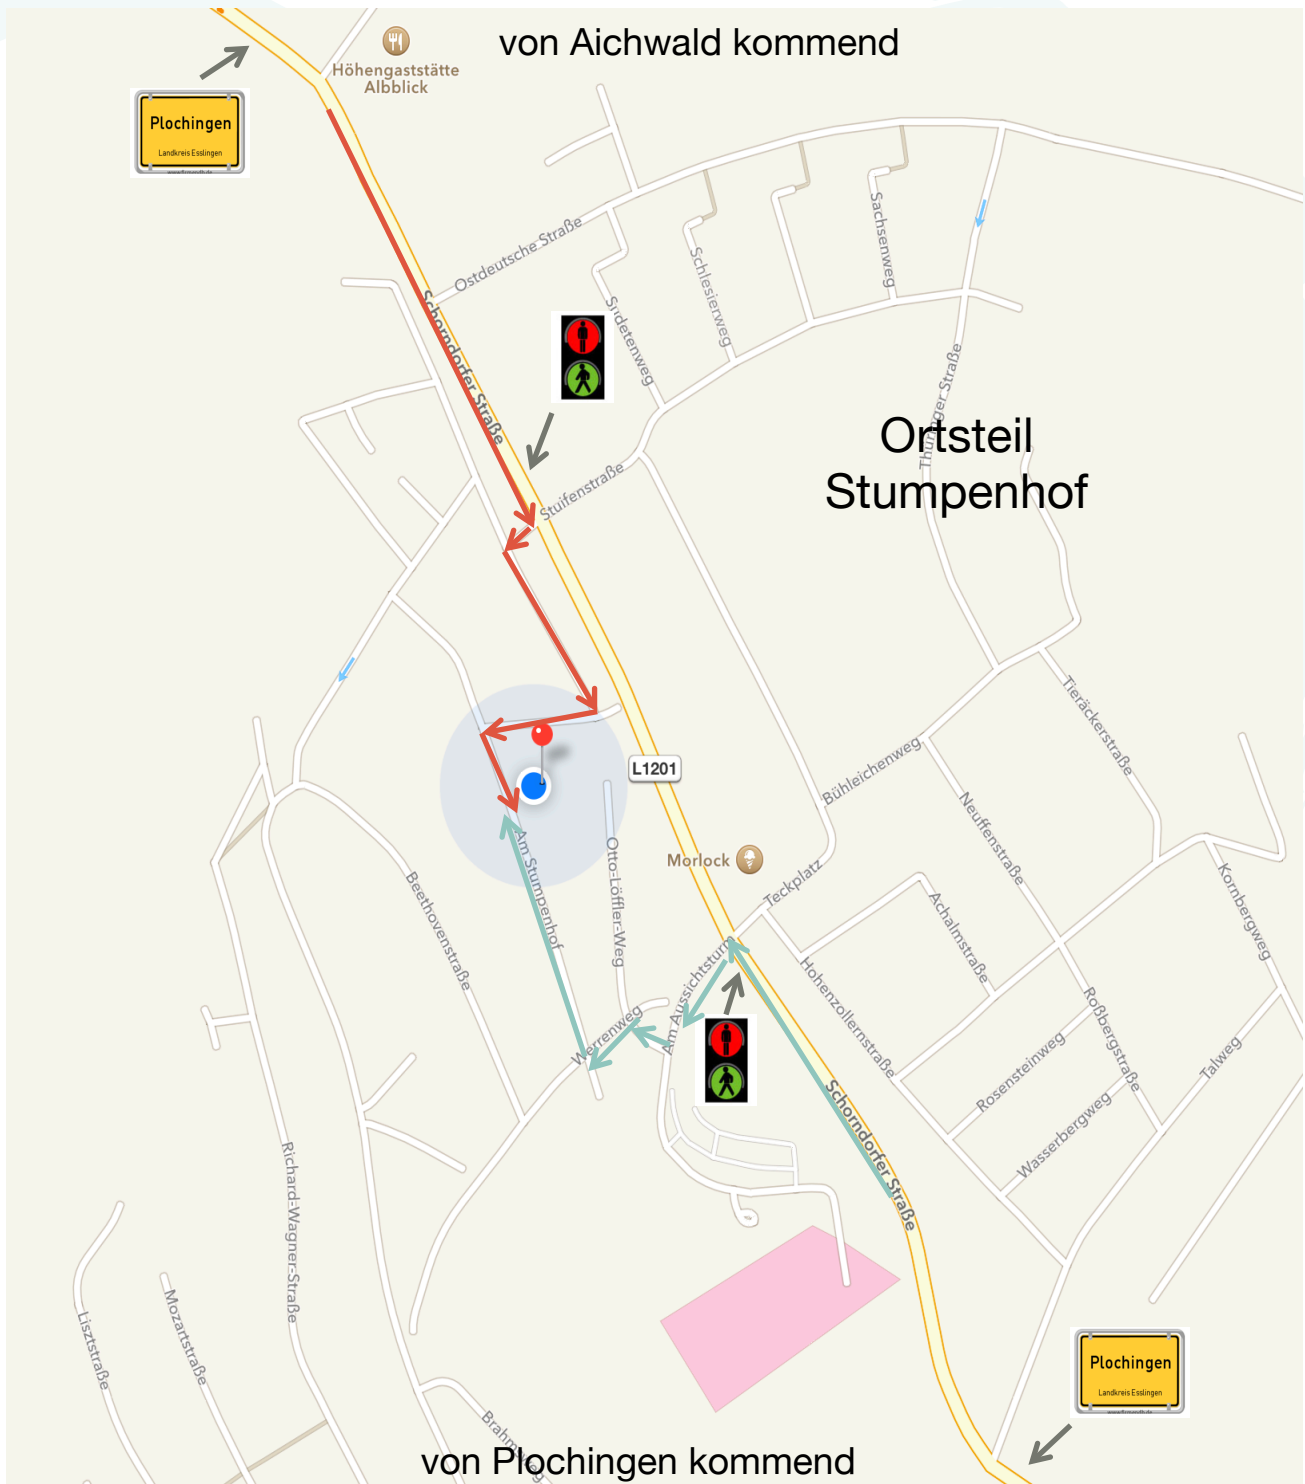 von Aichwald kommend
Höhengaststätte
Albblick
Plochingen
Landkreis Esslingen
Ostdeutsche Straße
Sachsenweg
Schlesierweg
Sudetenweg
Schorndorfer Straße
Thüringer Straße
Ortsteil
Stumpenhof
Stuifenstraße
Tieräckerstraße
L1201
Bühleichenweg
Neuffenstraße
Morlock
Teckplatz
Am Stumpenhof
Otto-Löffler-Weg
Beethovenstraße
Achalmstraße
Kornbergweg
Am Aussichtsturm
Hohenzollernstraße
Werrenweg
Roßbergstraße
Rosensteinweg
Talweg
Wasserbergweg
Schorndorfer Straße
Richard-Wagner-Straße
Mozartstraße
Lisztstraße
Plochingen
Landkreis Esslingen
von Plochingen kommend